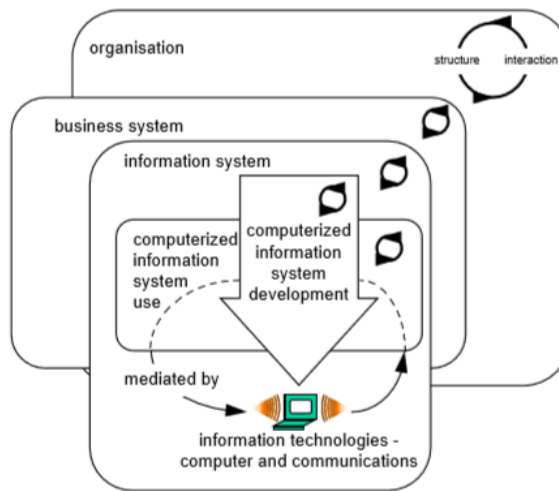 organisation
structure
interaction
business system
information system
computerized
information
system
use
computerized
information
system
development
mediated by
information technologies -
computer and communications